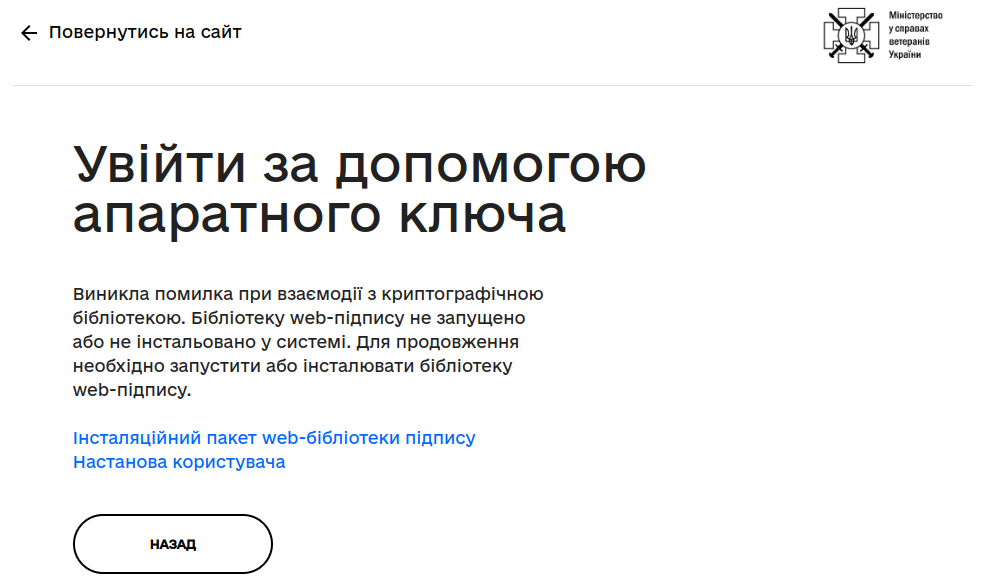 Повернутись на сайт
Міністерство
у справах
ветеранів
України
Увійти за допомогою
апаратного ключа
Виникла помилка при взаємодії з криптографічною
бібліотекою. Бібліотеку web-підпису не запущено
або не інстальовано у системі. Для продовження
необхідно запустити або інсталювати бібліотеку
web-підпису.
Інсталяційний пакет web-бібліотеки підпису
Настанова користувача
НАЗАД